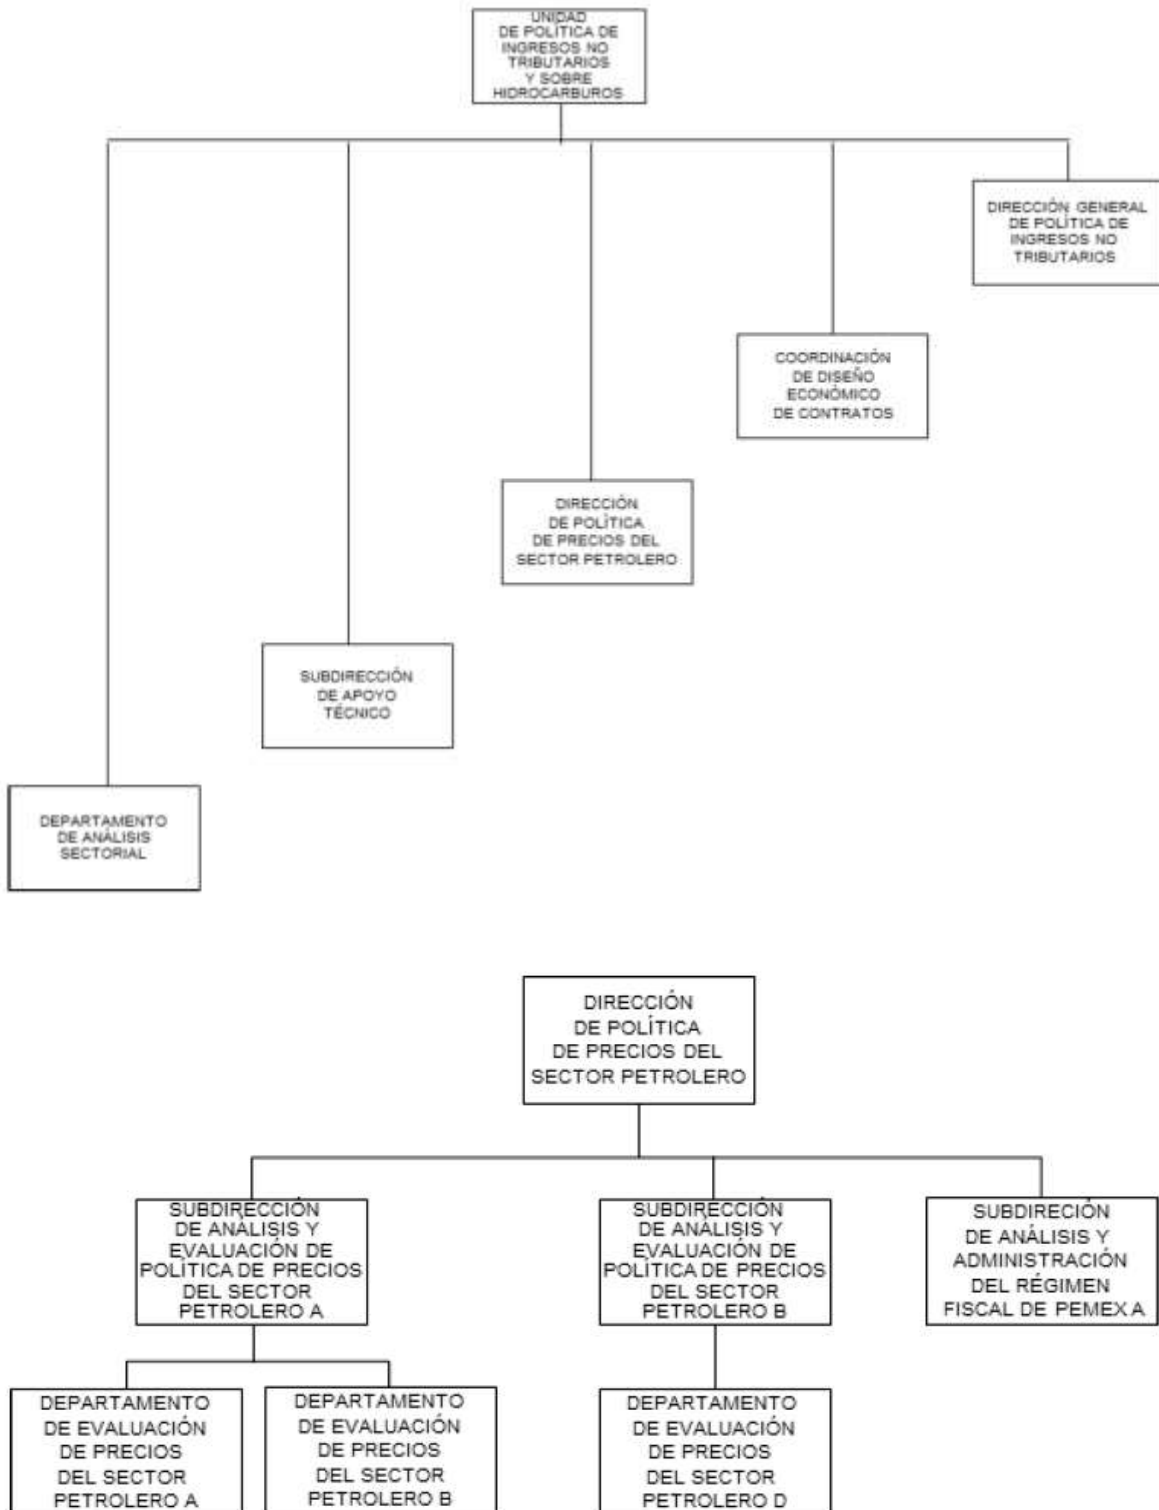 UNIDAD
DE POLÍTICA DE
INGRESOS NO
TRIBUTARIOS
Y SOBRE
HIDROCARBUROS
DIRECCIÓN GENERAL
DE POLÍTICA DE
INGRESOS NO
TRIBUTARIOS
COORDINACIÓN
DE DISEÑO
ECONÓMICO
DE CONTRATOS
DIRECCIÓN
DE POLÍTICA
DE PRECIOS DEL
SECTOR PETROLERO
SUBDIRECCIÓN
DE APOYO
TÉCNICO
DEPARTAMENTO
DE ANÁLISIS
SECTORIAL
DIRECCIÓN
DE POLÍTICA
DE PRECIOS DEL
SECTOR PETROLERO
SUBDIRECCIÓN
DE ANÁLISIS Y
EVALUACIÓN DE
POLÍTICA DE PRECIOS
DEL SECTOR
PETROLERO A
SUBDIRECCIÓN
DE ANÁLISIS Y
EVALUACIÓN DE
POLÍTICA DE PRECIOS
DEL SECTOR
PETROLERO B
SUBDIRECIÓN
DE ANÁLISIS Y
ADMINISTRACIÓN
DEL RÉGIMEN
FISCAL DE PEMEX A
DEPARTAMENTO
DE EVALUACIÓN
DE PRECIOS
DEL SECTOR
PETROLERO A
DEPARTAMENTO
DE EVALUACIÓN
DE PRECIOS
DEL SECTOR
PETROLERO B
DEPARTAMENTO
DE EVALUACIÓN
DE PRECIOS
DEL SECTOR
PETROLERO D